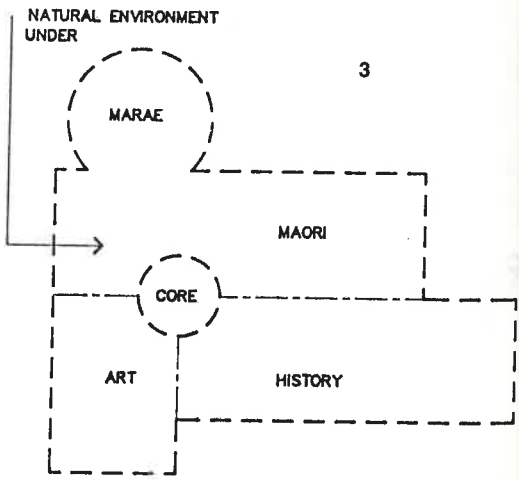 NATURAL ENVIRONMENT
UNDER
3
MARAE
MAORI
CORE
ART
HISTORY